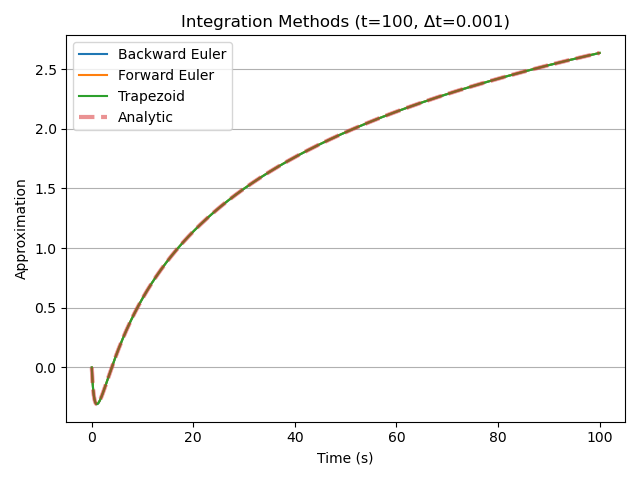 Integration Methods (t=100, Δt=0.001)
Backward Euler
Forward Euler
Trapezoid
Analytic
Approximation
2.5
2.0
1.5
1.0
0.5
0.0
0 20 40 60 80 100
Time (s)